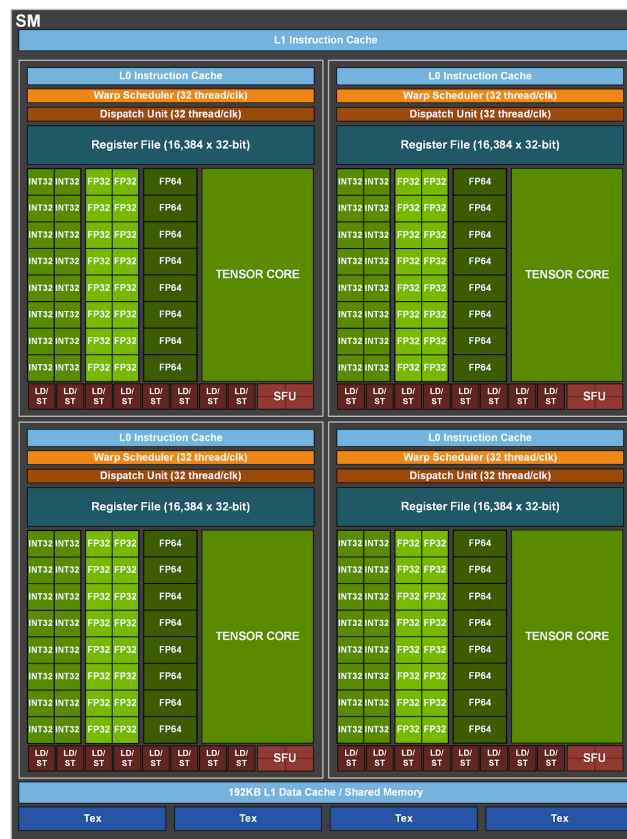 SM
L1 Instruction Cache
L0 Instruction Cache
Warp Scheduler (32 thread/clk)
Dispatch Unit (32 thread/clk)
Register File (16,384 x 32-bit)
INT32 INT32 FP32 FP32 FP64
INT32 INT32 FP32 FP32 FP64
INT32 INT32 FP32 FP32 FP64
INT32 INT32 FP32 FP32 FP64
TENSOR CORE
INT32 INT32 FP32 FP32 FP64
INT32 INT32 FP32 FP32 FP64
INT32 INT32 FP32 FP32 FP64
INT32 INT32 FP32 FP32 FP64
LD/ LD/ LD/ LD/ LD/ LD/ LD/ LD/
ST ST ST ST ST ST ST ST
SFU
L0 Instruction Cache
Warp Scheduler (32 thread/clk)
Dispatch Unit (32 thread/clk)
Register File (16,384 x 32-bit)
INT32 INT32 FP32 FP32 FP64
INT32 INT32 FP32 FP32 FP64
INT32 INT32 FP32 FP32 FP64
INT32 INT32 FP32 FP32 FP64
TENSOR CORE
INT32 INT32 FP32 FP32 FP64
INT32 INT32 FP32 FP32 FP64
INT32 INT32 FP32 FP32 FP64
INT32 INT32 FP32 FP32 FP64
LD/ LD/ LD/ LD/ LD/ LD/ LD/ LD/
ST ST ST ST ST ST ST ST
SFU
L0 Instruction Cache
Warp Scheduler (32 thread/clk)
Dispatch Unit (32 thread/clk)
Register File (16,384 x 32-bit)
INT32 INT32 FP32 FP32 FP64
INT32 INT32 FP32 FP32 FP64
INT32 INT32 FP32 FP32 FP64
INT32 INT32 FP32 FP32 FP64
TENSOR CORE
INT32 INT32 FP32 FP32 FP64
INT32 INT32 FP32 FP32 FP64
INT32 INT32 FP32 FP32 FP64
INT32 INT32 FP32 FP32 FP64
LD/ LD/ LD/ LD/ LD/ LD/ LD/ LD/
ST ST ST ST ST ST ST ST
SFU
L0 Instruction Cache
Warp Scheduler (32 thread/clk)
Dispatch Unit (32 thread/clk)
Register File (16,384 x 32-bit)
INT32 INT32 FP32 FP32 FP64
INT32 INT32 FP32 FP32 FP64
INT32 INT32 FP32 FP32 FP64
INT32 INT32 FP32 FP32 FP64
TENSOR CORE
INT32 INT32 FP32 FP32 FP64
INT32 INT32 FP32 FP32 FP64
INT32 INT32 FP32 FP32 FP64
INT32 INT32 FP32 FP32 FP64
LD/ LD/ LD/ LD/ LD/ LD/ LD/ LD/
ST ST ST ST ST ST ST ST
SFU
192KB L1 Data Cache / Shared Memory
Tex Tex Tex Tex